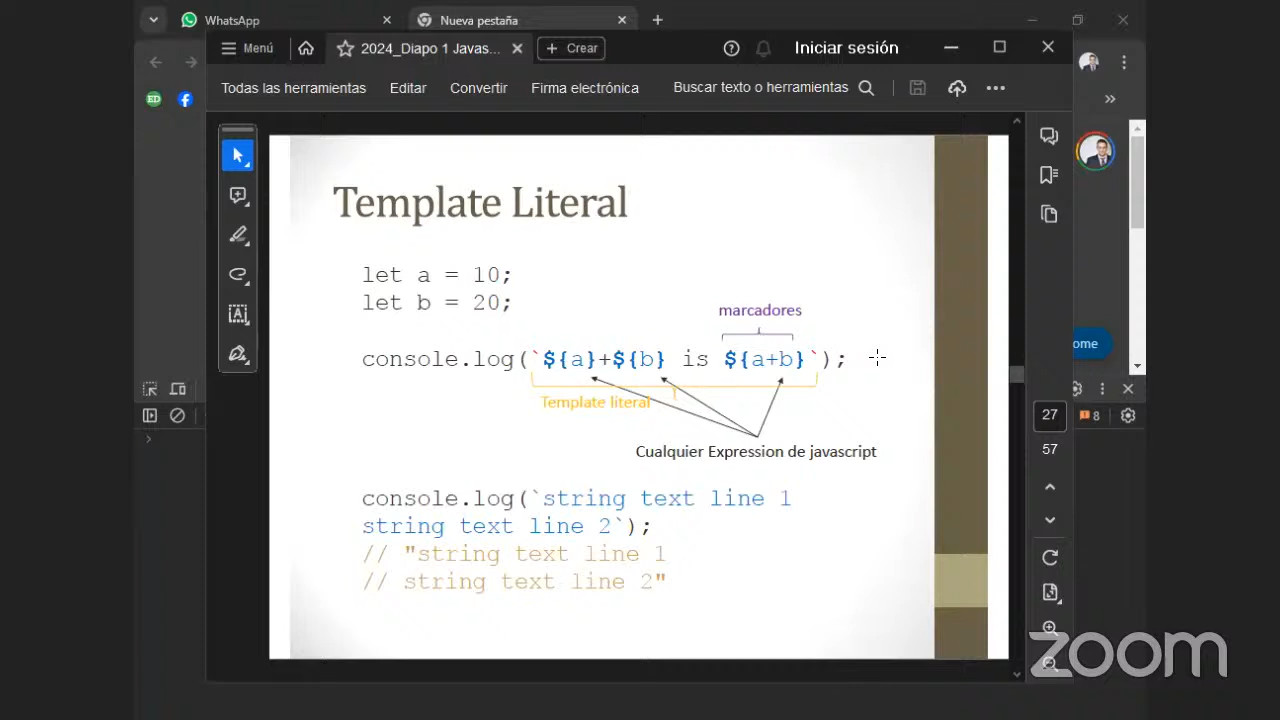 WhatsApp
Nueva pestaña
Menú
2024_Diapo 1 Javas...
Crear
Iniciar sesión
Todas las herramientas
Editar
Convertir
Firma electrónica
Buscar texto o herramientas
ED
Template Literal
let a = 10;
let b = 20;
marcadores
console.log(`${a}+${b} is ${a+b}`);
Template literal
Cualquier Expression de javascript
console.log(`string text line 1
string text line 2`);
// "string text line 1
// string text line 2"
ome
27
57
8
zoom